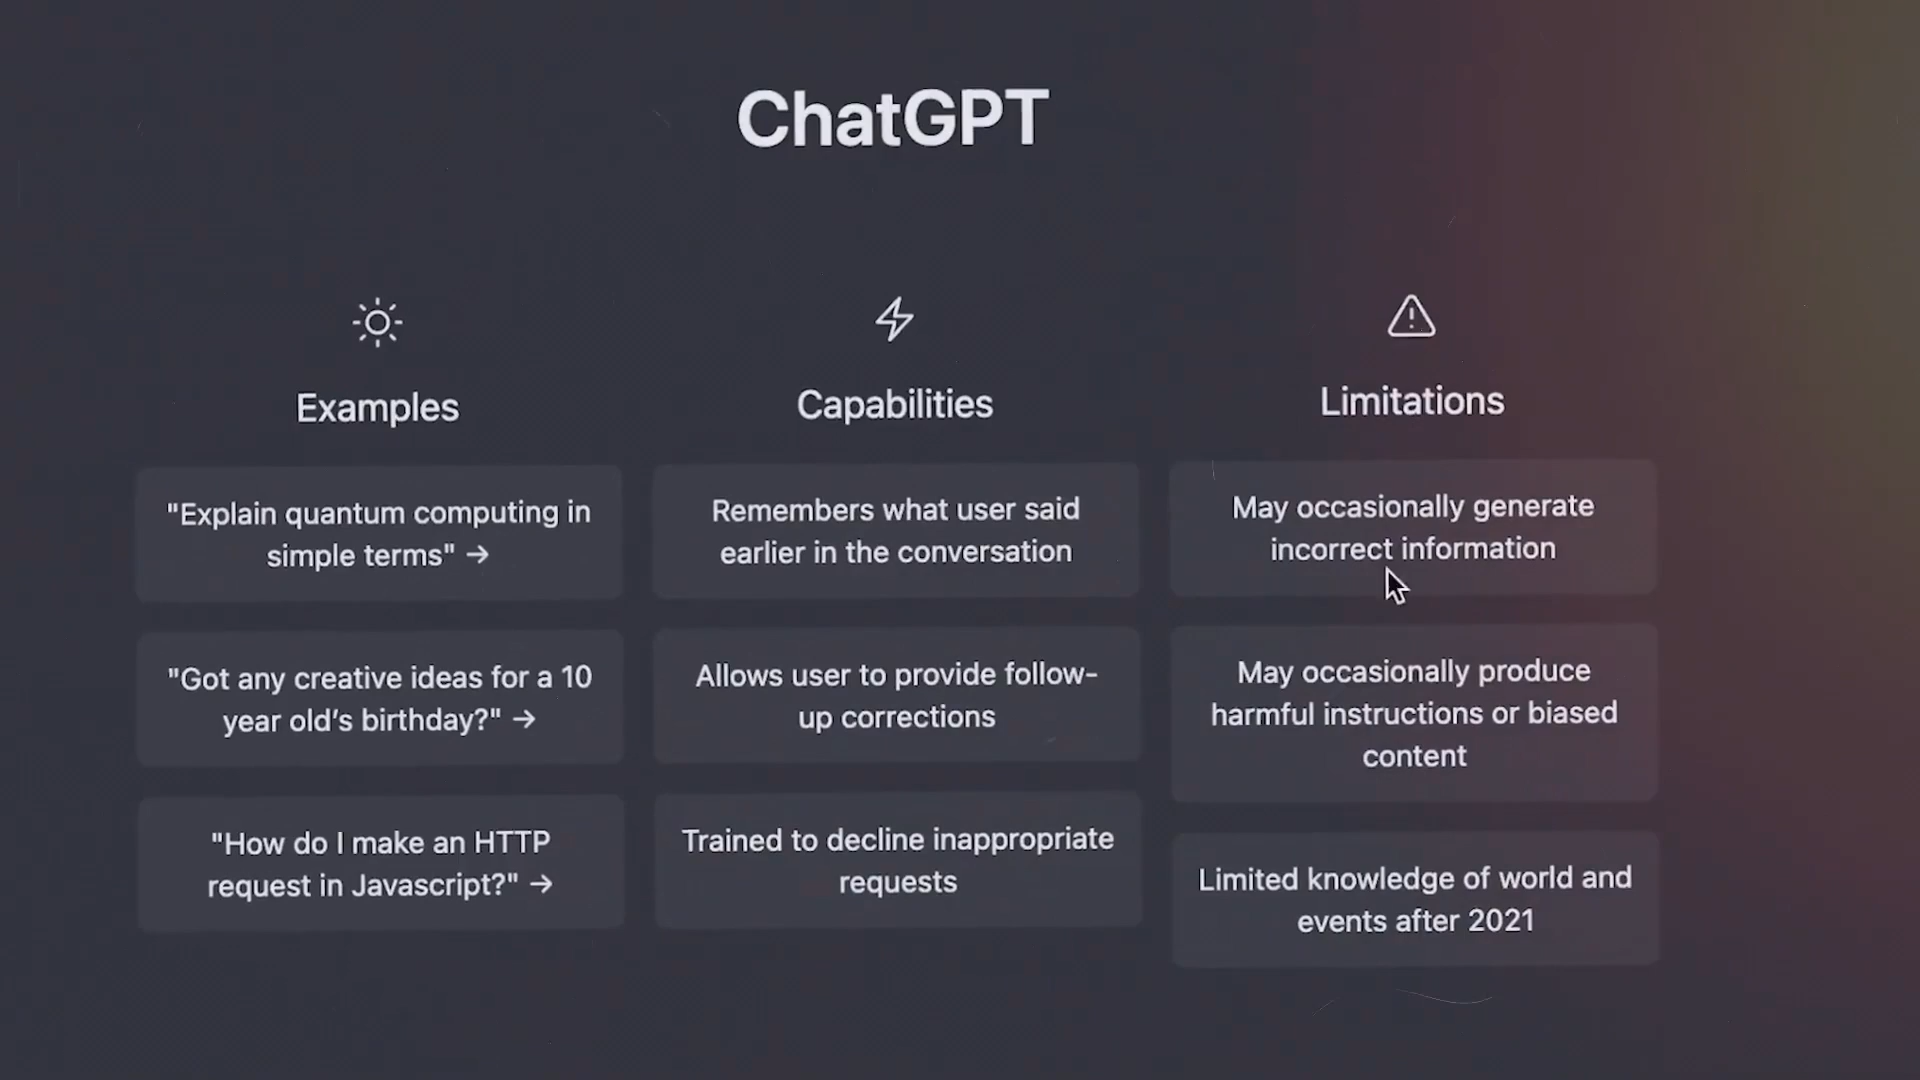 ChatGPT
Examples
"Explain quantum computing in
simple terms" →
"Got any creative ideas for a 10
year old's birthday?" →
"How do I make an HTTP
request in Javascript?" →
Capabilities
Remembers what user said
earlier in the conversation
Allows user to provide follow-
up corrections
Trained to decline inappropriate
requests
Limitations
May occasionally generate
incorrect information
May occasionally produce
harmful instructions or biased
content
Limited knowledge of world and
events after 2021